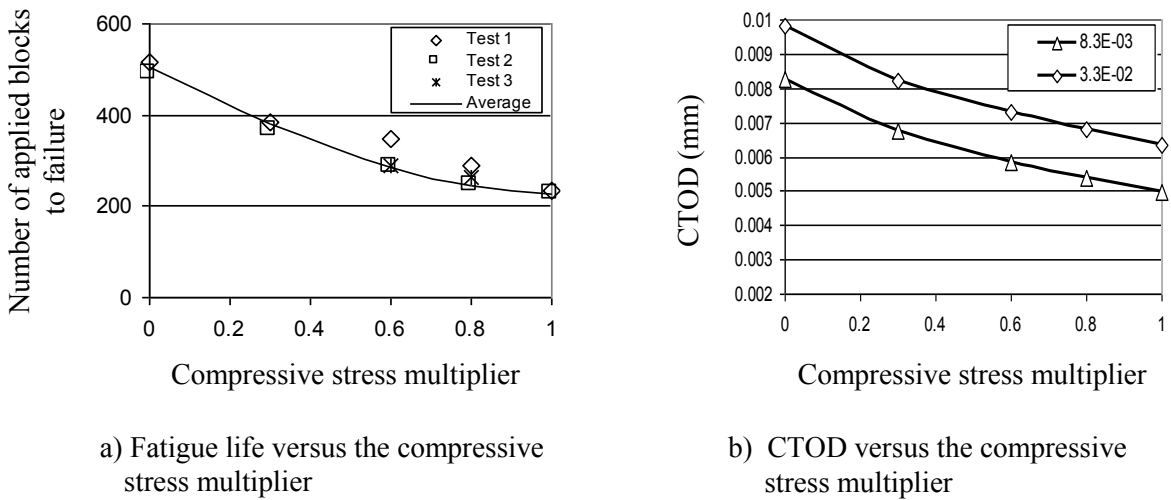 Number of applied blocks
to failure
600
400
200
0
0
0.2
0.4
0.6
0.8
1
Test 1
Test 2
Test 3
Average
Compressive stress multiplier
a) Fatigue life versus the compressive
stress multiplier
CTOD (mm)
0.01
0.009
0.008
0.007
0.006
0.005
0.004
0.003
0.002
0
0.2
0.4
0.6
0.8
1
8.3E-03
3.3E-02
Compressive stress multiplier
b) CTOD versus the compressive
stress multiplier